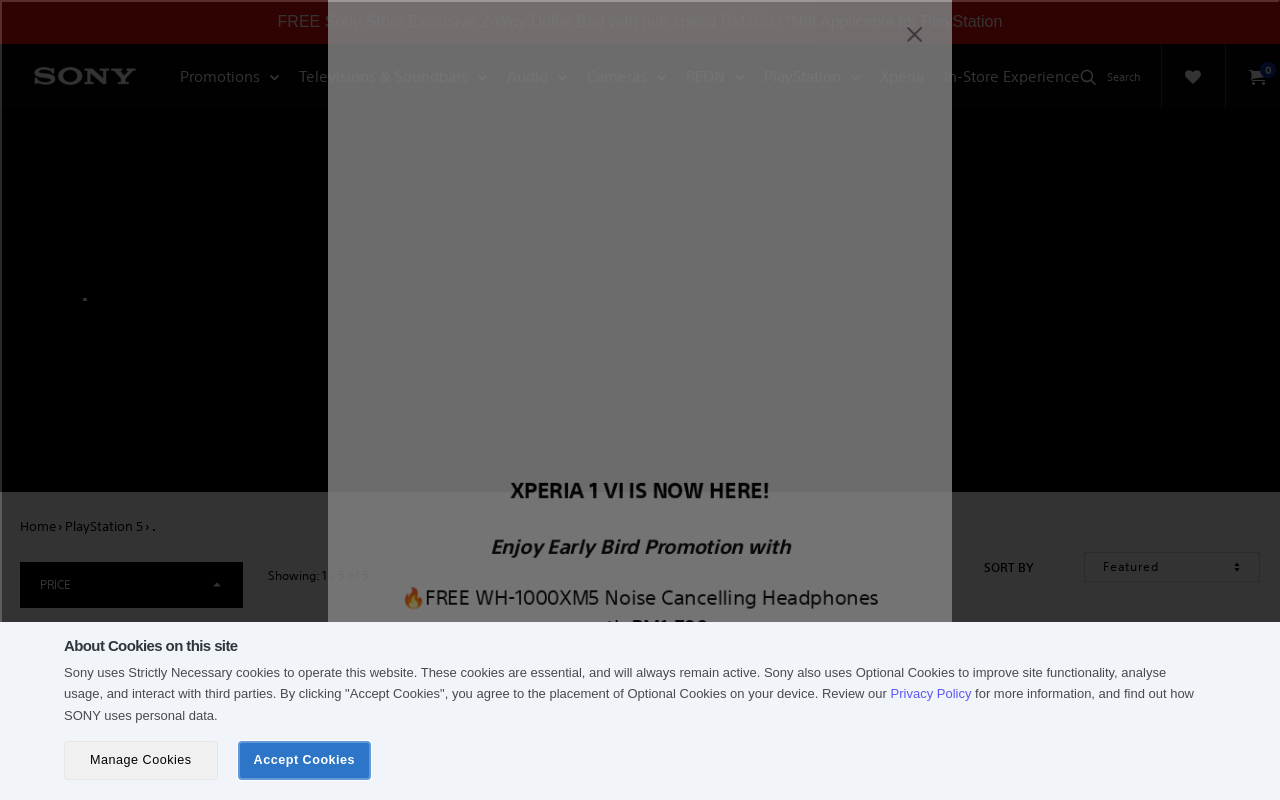 FREE Sony Store Exclusive 2-Way Duffle Bag with min spend            *Not Applicable for PlayStation
SONY
Promotions
Televisions & Soundbars
Audio
Cameras
REON
PlayStation
Xperia
In-Store Experience
Search
0
XPERIA 1 VI IS NOW HERE!
Home › PlayStation 5 › .
Enjoy Early Bird Promotion with
SORT BY
Featured
Showing: 1 - 5 of 5
PRICE
🔥FREE WH-1000XM5 Noise Cancelling Headphones
About Cookies on this site
Sony uses Strictly Necessary cookies to operate this website. These cookies are essential, and will always remain active. Sony also uses Optional Cookies to improve site functionality, analyse
usage, and interact with third parties. By clicking "Accept Cookies", you agree to the placement of Optional Cookies on your device. Review our Privacy Policy for more information, and find out how
SONY uses personal data.
Manage Cookies
Accept Cookies